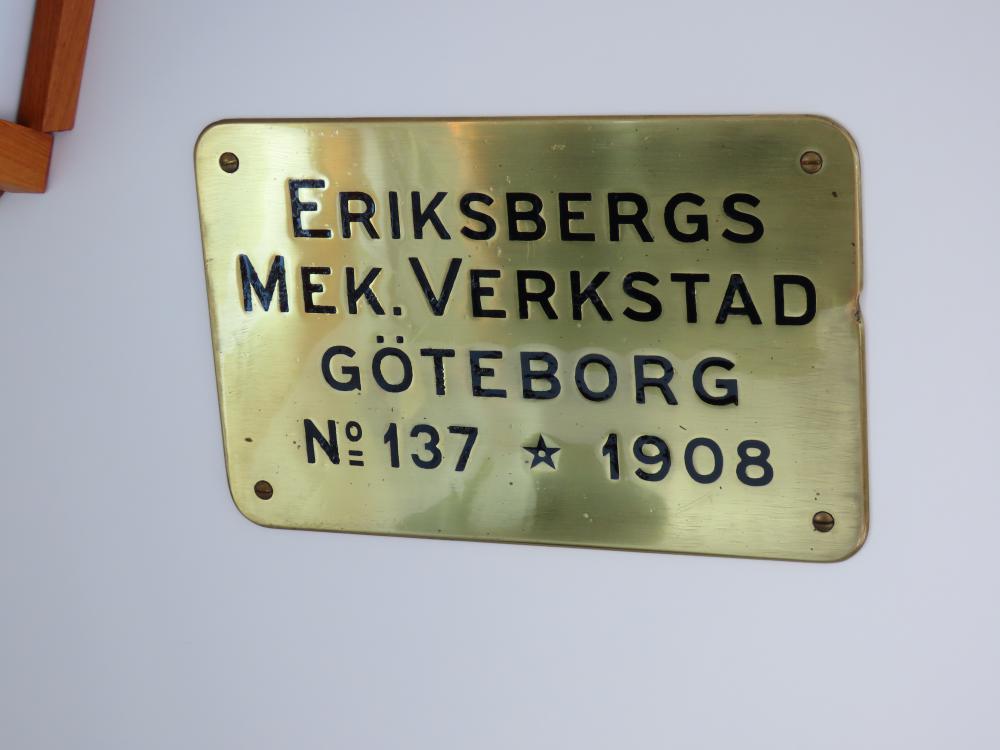 ERIKSBERGS
MEK. VERKSTAD
GÖTEBORG
Nº 137 ★ 1908